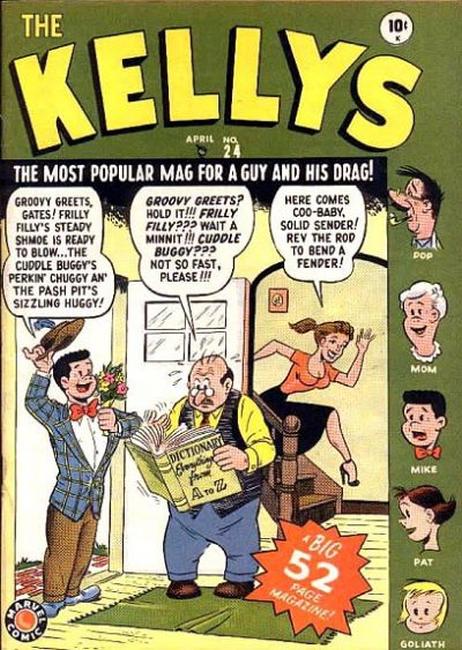 THE
KELLYS
10¢
K
APRIL NO.
24
THE MOST POPULAR MAG FOR A GUY AND HIS DRAG!
GROOVY GREETS,
GATES! FRILLY
FILLY'S STEADY
SHMOE IS READY
TO BLOW...THE
CUDDLE BUGGY'S
PERKIN' CHUGGY AN'
THE PASH PIT'S
SIZZLING HUGGY!
GROOVY GREETS?
HOLD IT!!! FRILLY
FILLY??? WAIT A
MINNIT!!! CUDDLE
BUGGY???
NOT SO FAST,
PLEASE!!!
HERE COMES
COO-BABY,
SOLID SENDER!
REV THE ROD
TO BEND A
FENDER!
DICTIONARY
Everything
from
A to Z
A BIG
52
PAGE
MAGAZINE!
POP
MOM
MIKE
PAT
GOLIATH
MARVEL
COMIC